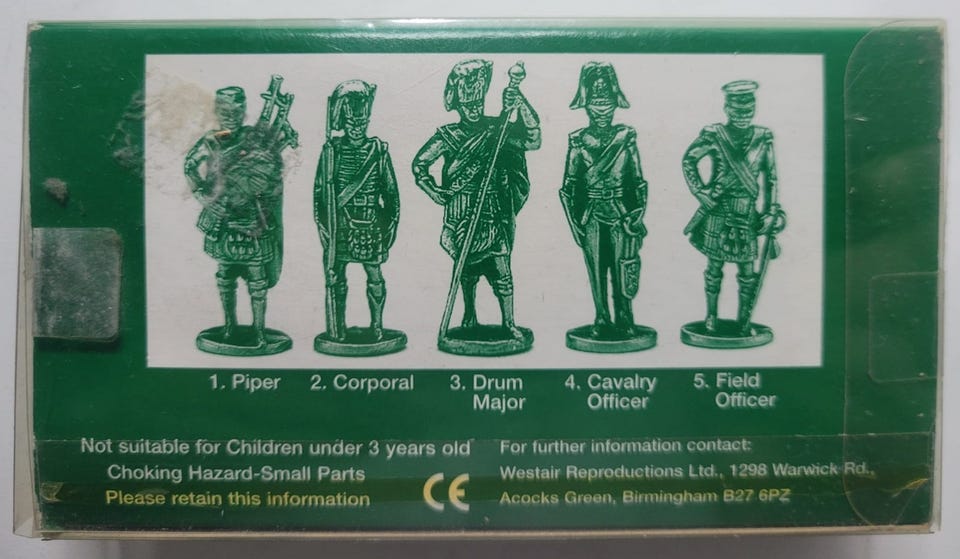 1. Piper 2. Corporal 3. Drum 4. Cavalry 5. Field
Major Officer Officer
Not suitable for Children under 3 years old For further information contact:
Choking Hazard-Small Parts Westair Reproductions Ltd., 1298 Warwick Rd.,
Please retain this information CE Acocks Green, Birmingham B27 6PZ